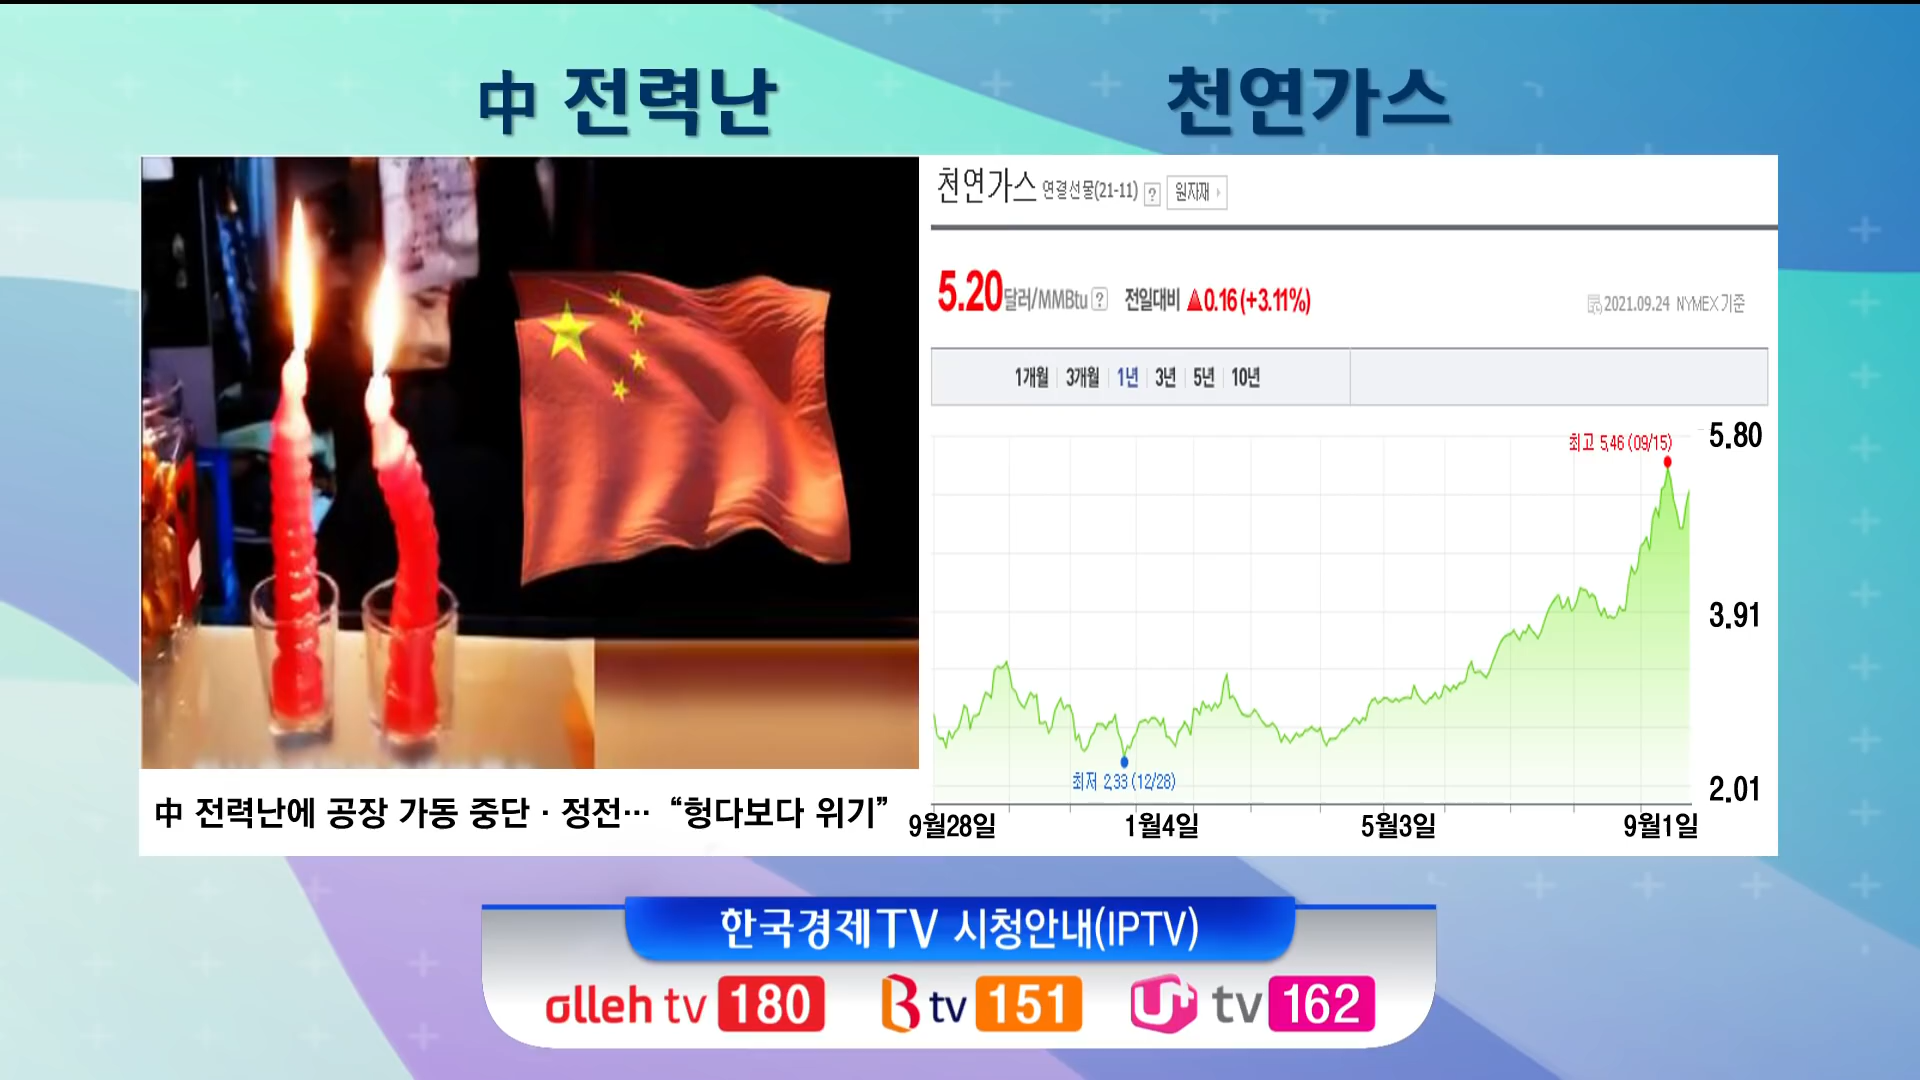 中 전력난
천연가스
천연가스 연결선물(21-11) ? 원자재
5.20달러/MMBtu ? 전일대비 ▲0.16 (+3.11%)
2021.09.24 NYMEX기준
1개월 3개월 1년 3년 5년 10년
최고 5.46 (09/15)
5.80
3.91
2.01
최저 2.33 (12/28)
9월28일 1월4일 5월3일 9월1일
中 전력난에 공장 가동 중단 · 정전… “헝다보다 위기”
한국경제TV 시청안내(IPTV)
olleh tv 180 B tv 151 U+ tv 162